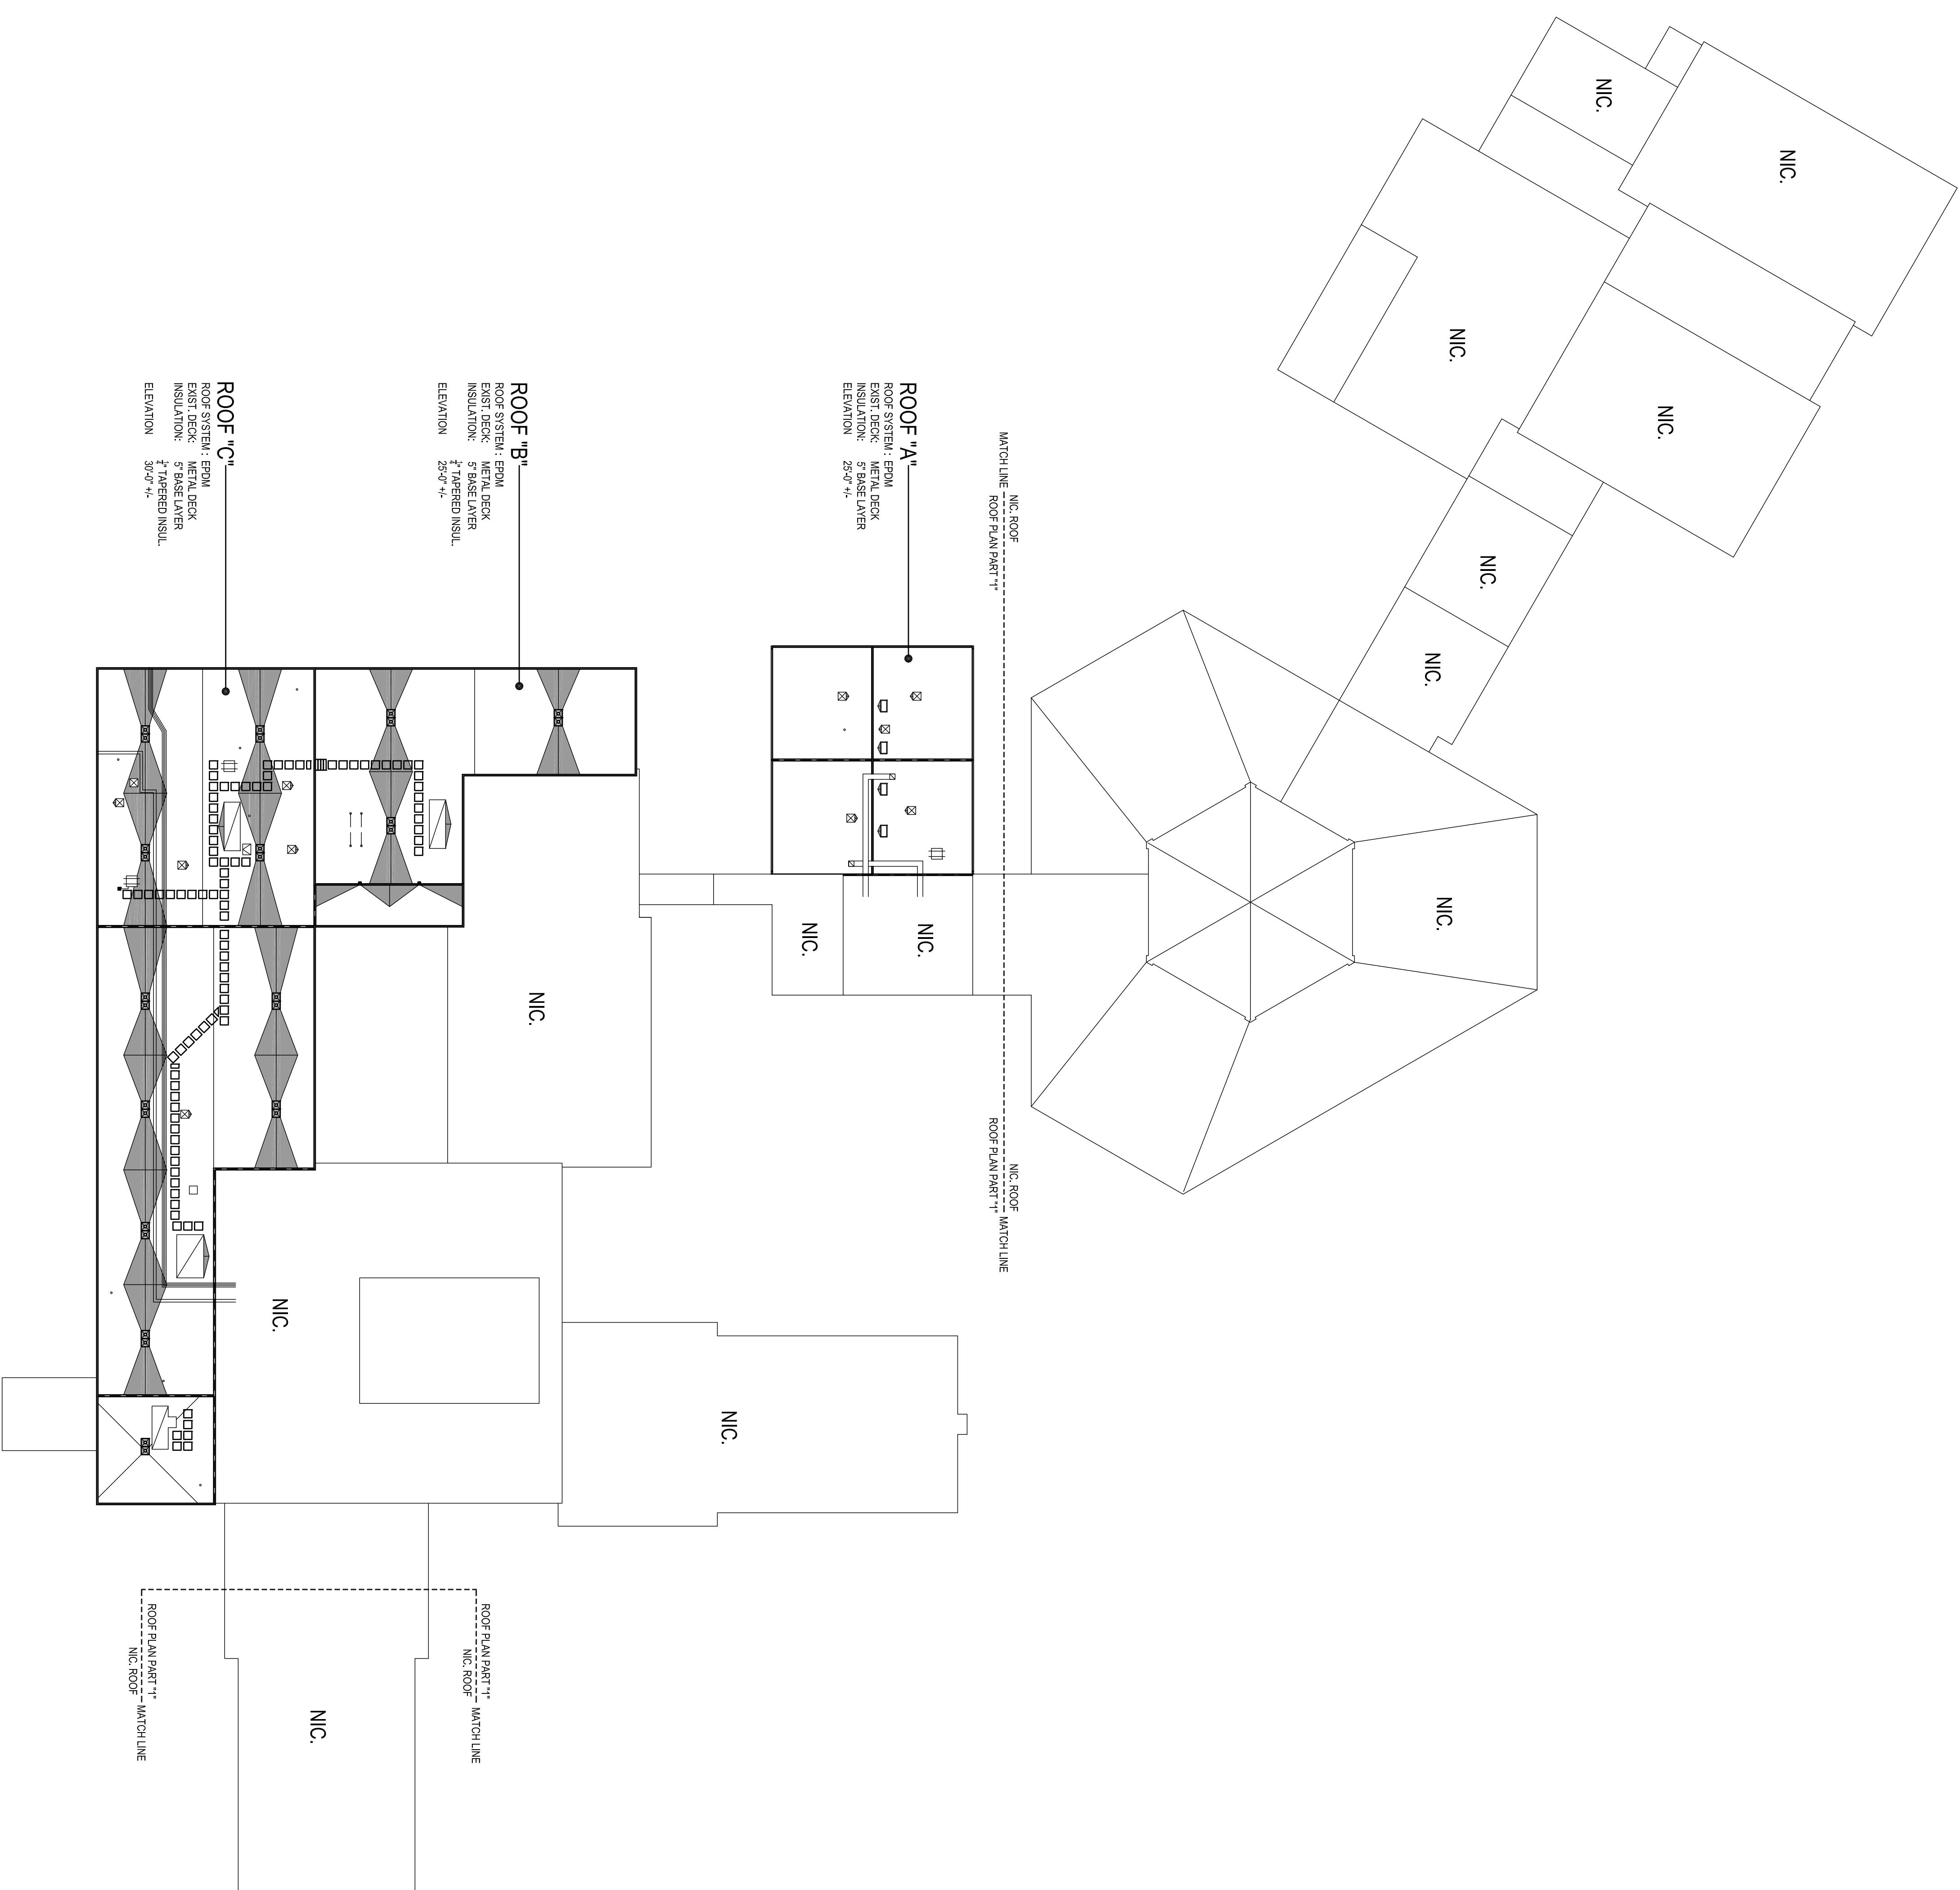 NIC.
NIC.
NIC.
NIC.
NIC.
NIC.
NIC.
MATCH LINE
NIC. ROOF
ROOF PLAN PART "1"
NIC. ROOF
ROOF PLAN PART "1"
MATCH LINE
ROOF "A"
ROOF SYSTEM : EPDM
EXIST. DECK: METAL DECK
INSULATION: 5" BASE LAYER
ELEVATION 25'-0" +/-
NIC.
NIC.
ROOF "B"
ROOF SYSTEM : EPDM
EXIST. DECK: METAL DECK
INSULATION: 5" BASE LAYER
" TAPERED INSUL.
ELEVATION 25'-0" +/-
NIC.
NIC.
ROOF "C"
ROOF SYSTEM : EPDM
EXIST. DECK: METAL DECK
INSULATION: 5" BASE LAYER
" TAPERED INSUL.
ELEVATION 30'-0" +/-
NIC.
NIC.
ROOF PLAN PART "1"
NIC. ROOF
MATCH LINE
ROOF PLAN PART "1"
NIC. ROOF
MATCH LINE